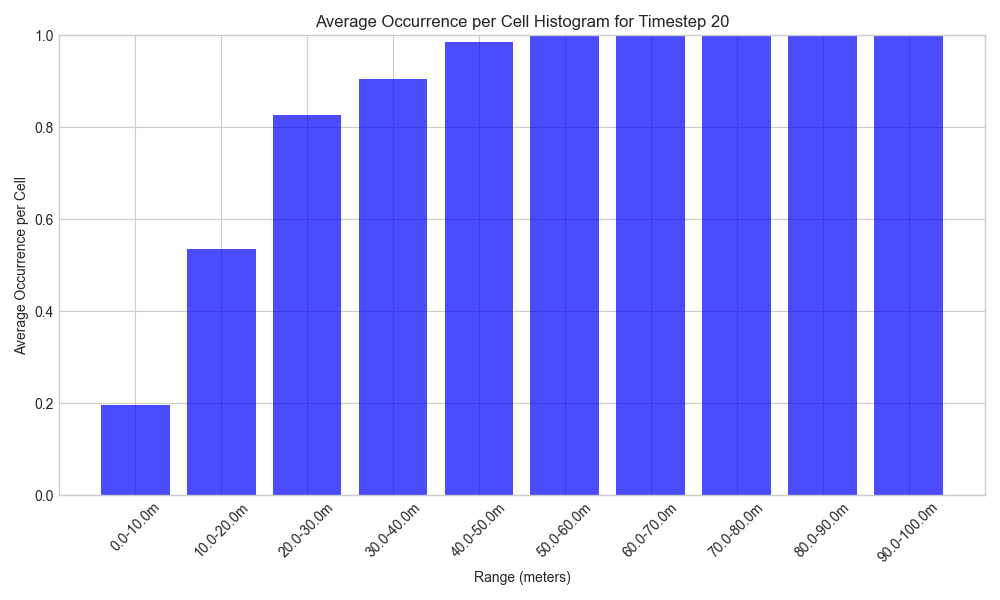 Average Occurrence per Cell Histogram for Timestep 20
1.0
0.8
0.6
0.4
0.2
0.0
Average Occurrence per Cell
0.0-10.0m
10.0-20.0m
20.0-30.0m
30.0-40.0m
40.0-50.0m
50.0-60.0m
60.0-70.0m
70.0-80.0m
80.0-90.0m
90.0-100.0m
Range (meters)